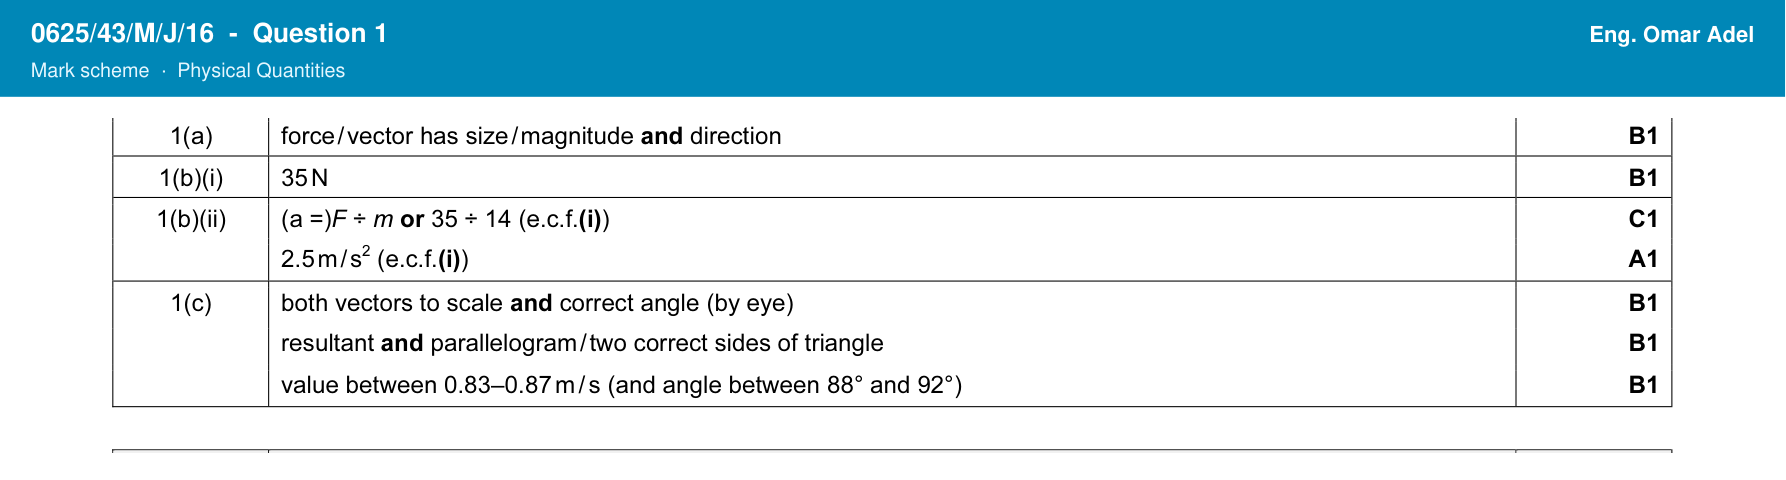 0625/43/M/J/16 - Question 1
Eng. Omar Adel
Mark scheme · Physical Quantities
1(a) force/vector has size/magnitude and direction B1
1(b)(i) 35 N B1
1(b)(ii) (a =)F ÷ m or 35 ÷ 14 (e.c.f.(i)) C1
2.5 m/s² (e.c.f.(i)) A1
1(c) both vectors to scale and correct angle (by eye) B1
resultant and parallelogram/two correct sides of triangle B1
value between 0.83–0.87 m/s (and angle between 88° and 92°) B1